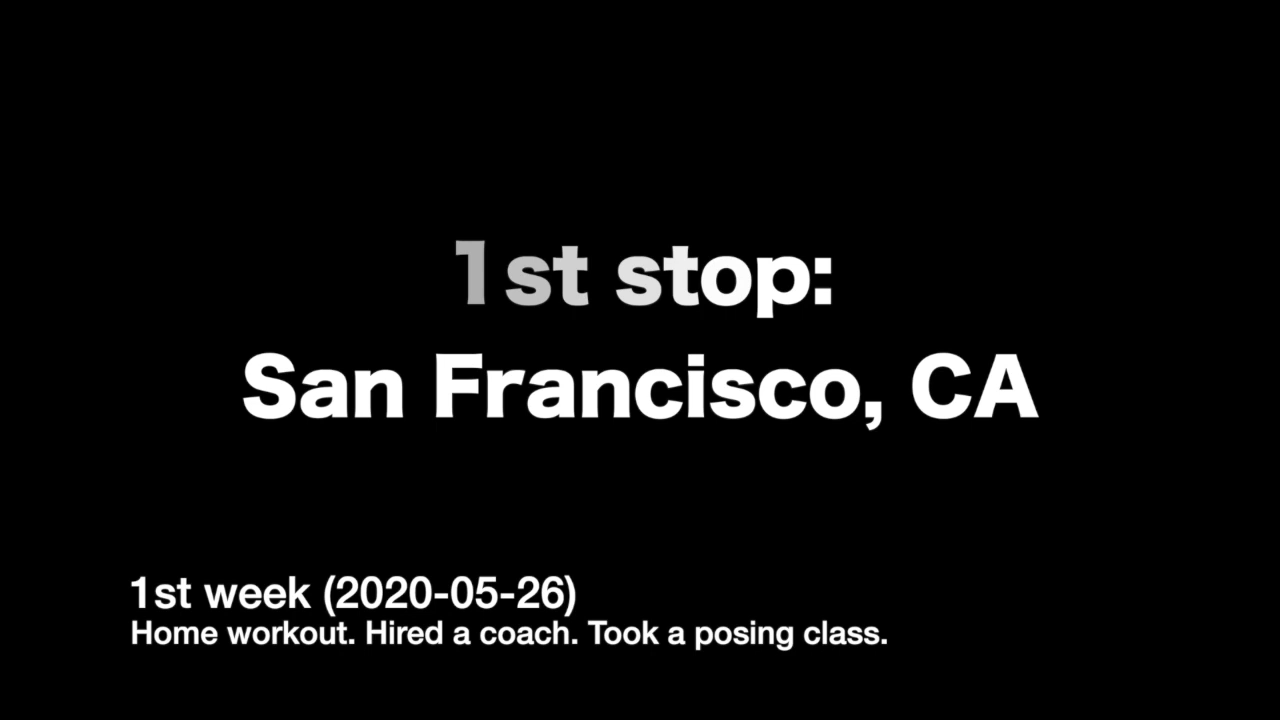 1st stop:
San Francisco, CA
1st week (2020-05-26)
Home workout. Hired a coach. Took a posing class.